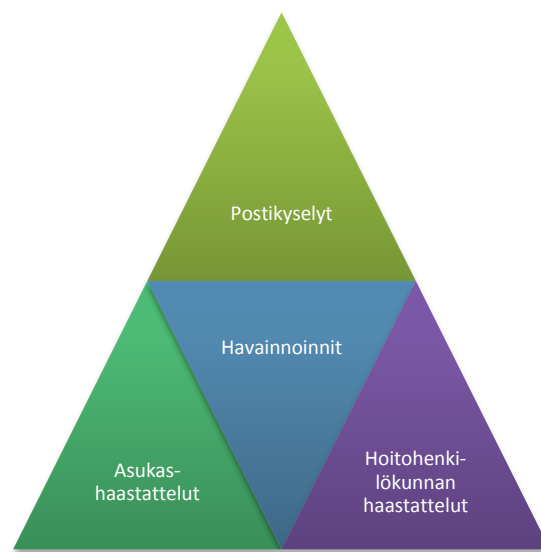 Postikyselyt
Havainnoinnit
Asukas-
haastattelut
Hoitohenki-
lökunnan
haastattelut